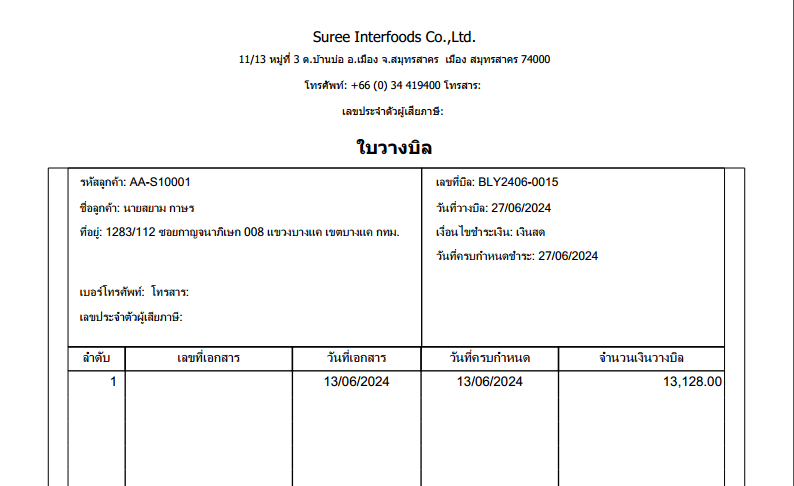 Suree Interfoods Co.,Ltd.
11/13 หมู่ที่ 3 ต.บ้านบ่อ อ.เมือง จ.สมุทรสาคร เมือง สมุทรสาคร 74000
โทรศัพท์: +66 (0) 34 419400 โทรสาร:
เลขประจำตัวผู้เสียภาษี:
ใบวางบิล
รหัสลูกค้า: AA-S10001
ชื่อลูกค้า: นายสยาม กาษร
ที่อยู่: 1283/112 ซอยกาญจนาภิเษก 008 แขวงบางแค เขตบางแค กทม.
เบอร์โทรศัพท์: โทรสาร:
เลขประจำตัวผู้เสียภาษี:
เลขที่บิล: BLY2406-0015
วันที่วางบิล: 27/06/2024
เงื่อนไขชำระเงิน: เงินสด
วันที่ครบกำหนดชำระ: 27/06/2024
ลำดับ เลขที่เอกสาร วันที่เอกสาร วันที่ครบกำหนด จำนวนเงินวางบิล
1 13/06/2024 13/06/2024 13,128.00